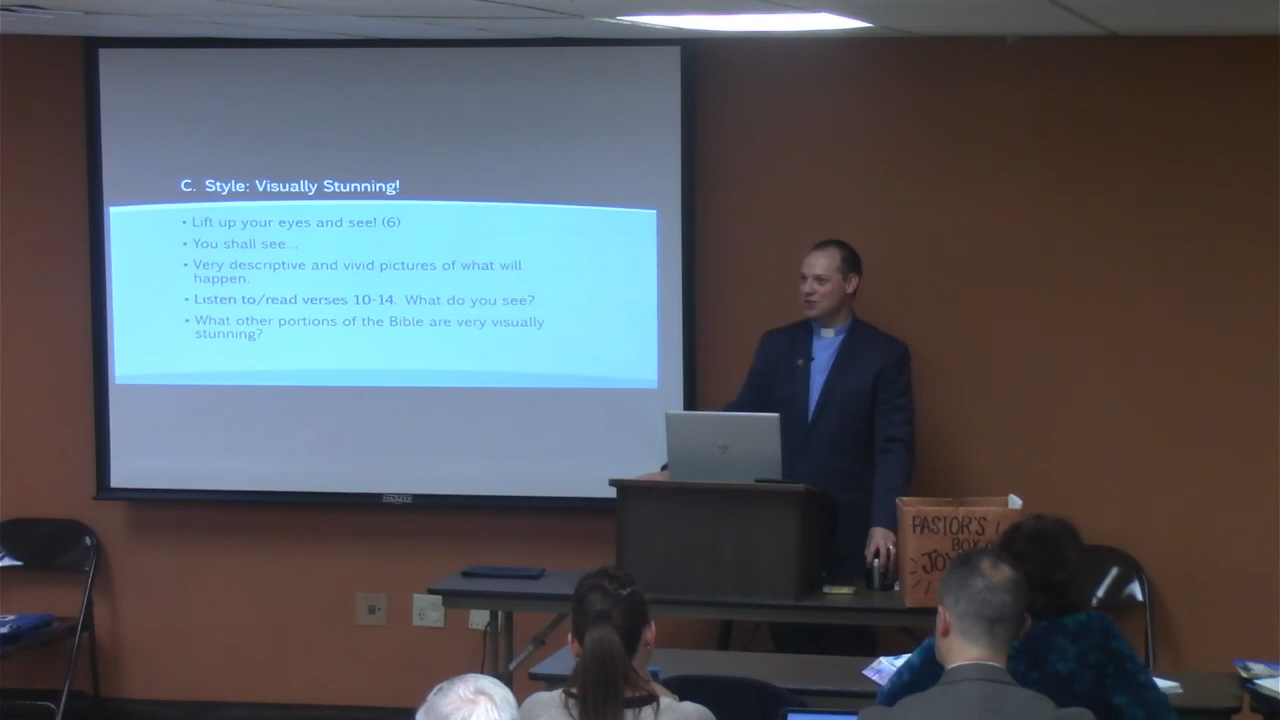 C. Style: Visually Stunning!
▪ Lift up your eyes and see! (6)
▪ You shall see...
▪ Very descriptive and vivid pictures of what will
happen.
▪ Listen to/read verses 10-14. What do you see?
▪ What other portions of the Bible are very visually
stunning?
PASTOR'S
BOX